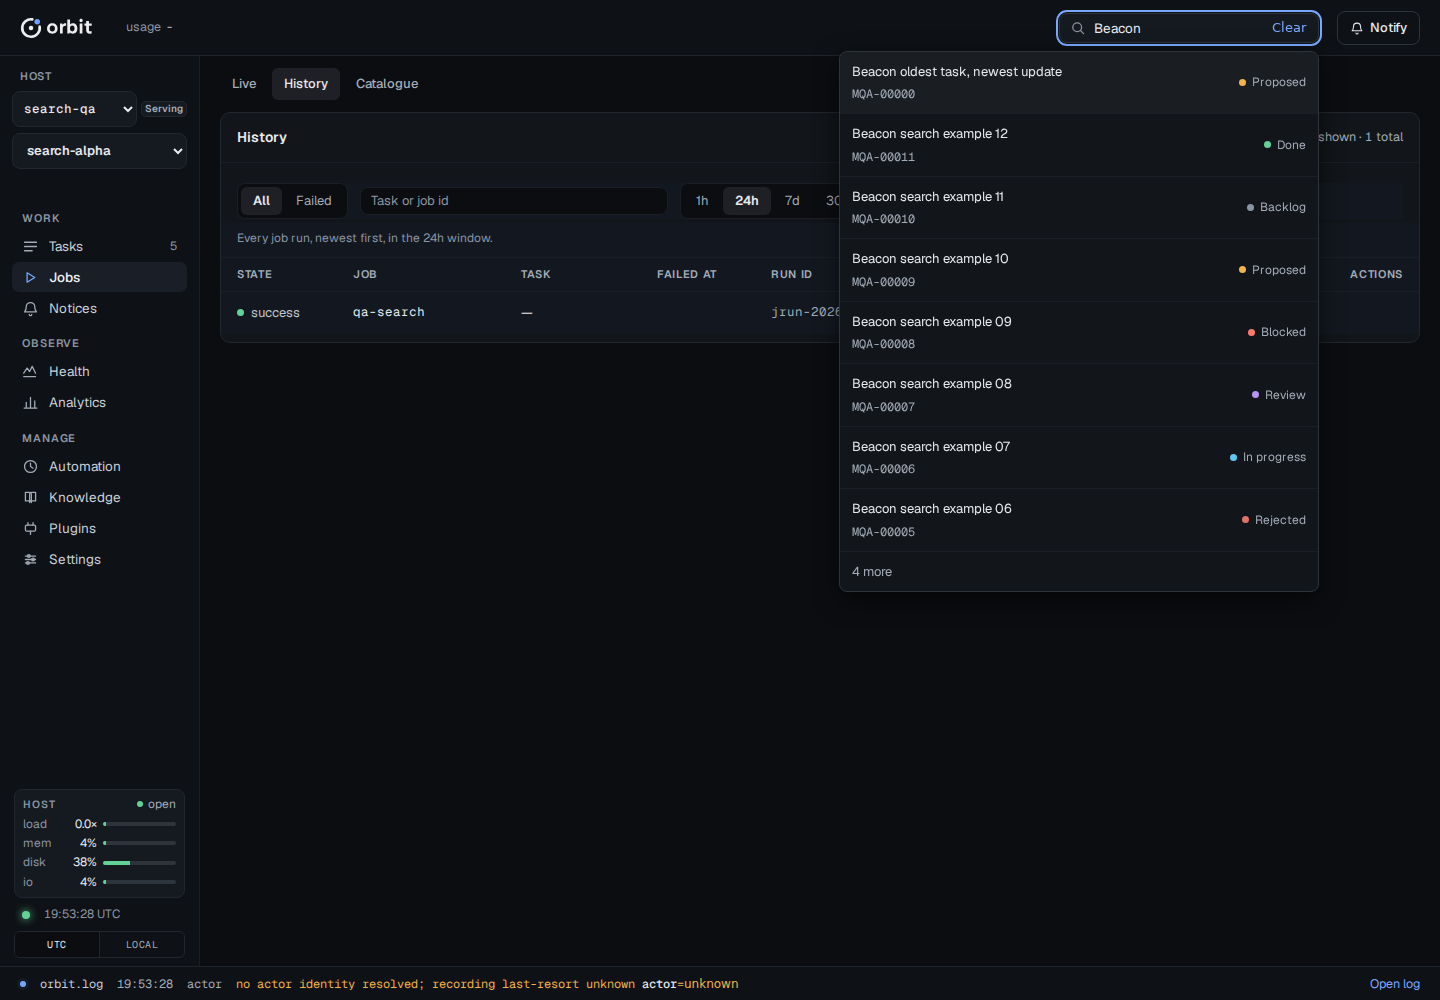 orbit
usage -
Beacon
Clear
Notify
HOST
search-qa
Serving
search-alpha
WORK
Tasks 5
Jobs
Notices
OBSERVE
Health
Analytics
MANAGE
Automation
Knowledge
Plugins
Settings
HOST open
load 0.0×
mem 4%
disk 38%
io 4%
19:53:28 UTC
UTC LOCAL
Live History Catalogue
History
shown · 1 total
All Failed Task or job id 1h 24h 7d 30
Every job run, newest first, in the 24h window.
STATE JOB TASK FAILED AT RUN ID ACTIONS
success qa-search — jrun-2026
Beacon oldest task, newest update
MQA-00000
Proposed
Beacon search example 12
MQA-00011
Done
Beacon search example 11
MQA-00010
Backlog
Beacon search example 10
MQA-00009
Proposed
Beacon search example 09
MQA-00008
Blocked
Beacon search example 08
MQA-00007
Review
Beacon search example 07
MQA-00006
In progress
Beacon search example 06
MQA-00005
Rejected
4 more
orbit.log 19:53:28 actor no actor identity resolved; recording last-resort unknown actor=unknown
Open log